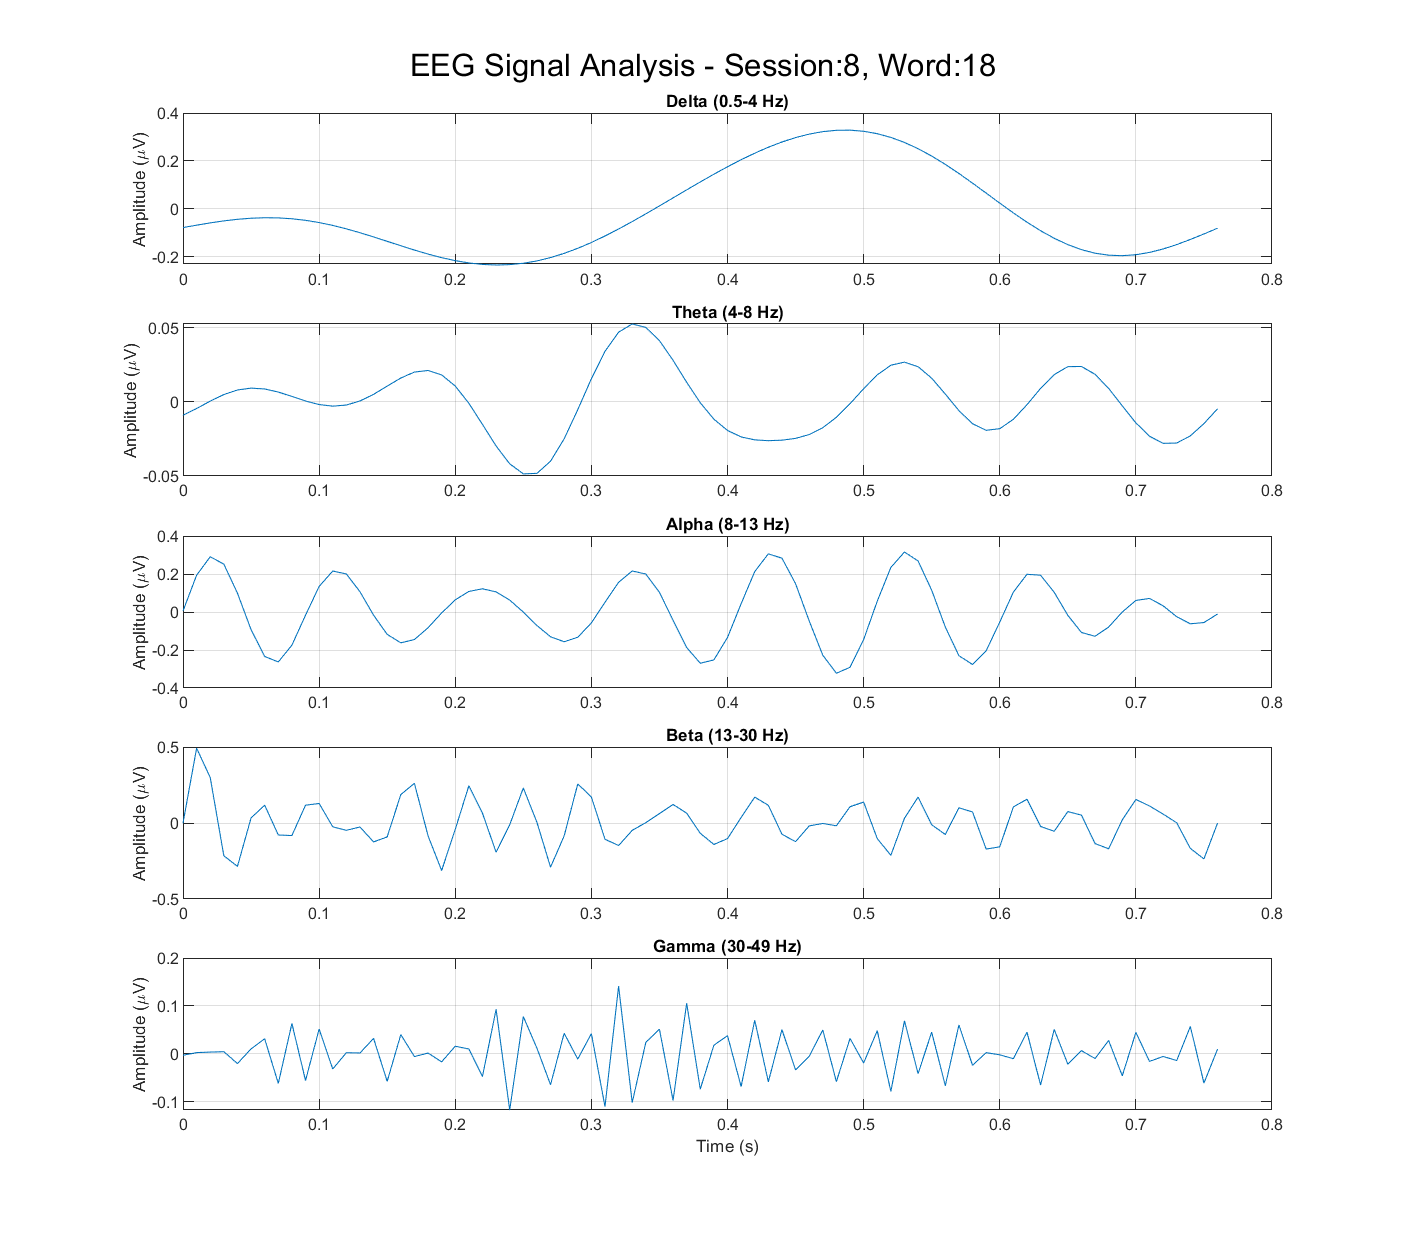 EEG Signal Analysis - Session:8, Word:18
Delta (0.5-4 Hz)
Amplitude (μV)
0.4
0.2
0
-0.2
0 0.1 0.2 0.3 0.4 0.5 0.6 0.7 0.8
Theta (4-8 Hz)
Amplitude (μV)
0.05
0
-0.05
0 0.1 0.2 0.3 0.4 0.5 0.6 0.7 0.8
Alpha (8-13 Hz)
Amplitude (μV)
0.4
0.2
0
-0.2
-0.4
0 0.1 0.2 0.3 0.4 0.5 0.6 0.7 0.8
Beta (13-30 Hz)
Amplitude (μV)
0.5
0
-0.5
0 0.1 0.2 0.3 0.4 0.5 0.6 0.7 0.8
Gamma (30-49 Hz)
Amplitude (μV)
0.2
0.1
0
-0.1
0 0.1 0.2 0.3 0.4 0.5 0.6 0.7 0.8
Time (s)